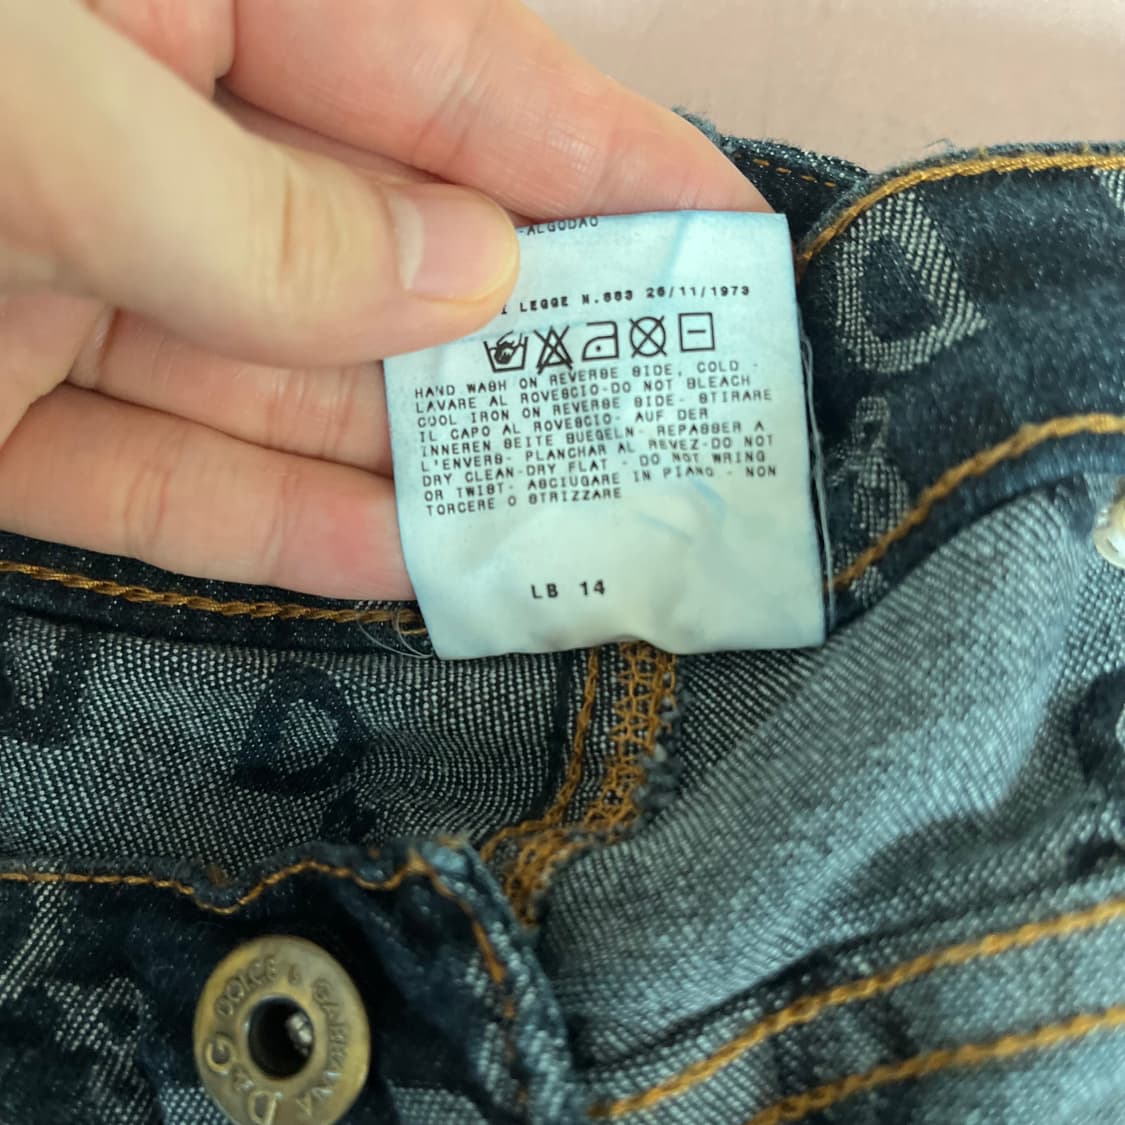 -ALGODAO
LEGGE N.883 26/11/1973
HAND WASH ON REVERSE SIDE, COLD -
LAVARE AL ROVESCIO-DO NOT BLEACH
COOL IRON ON REVERSE SIDE- STIRARE
IL CAPO AL ROVESCIO- AUF DER
INNEREN SEITE BUEGELN- REPASSER A
L'ENVERS- PLANCHAR AL REVEZ-DO NOT
DRY CLEAN-DRY FLAT - DO NOT WRING
OR TWIST- ASCIUGARE IN PIANO - NON
TORCERE O STRIZZARE
LB 14
DOLCE & GABBANA
D&G